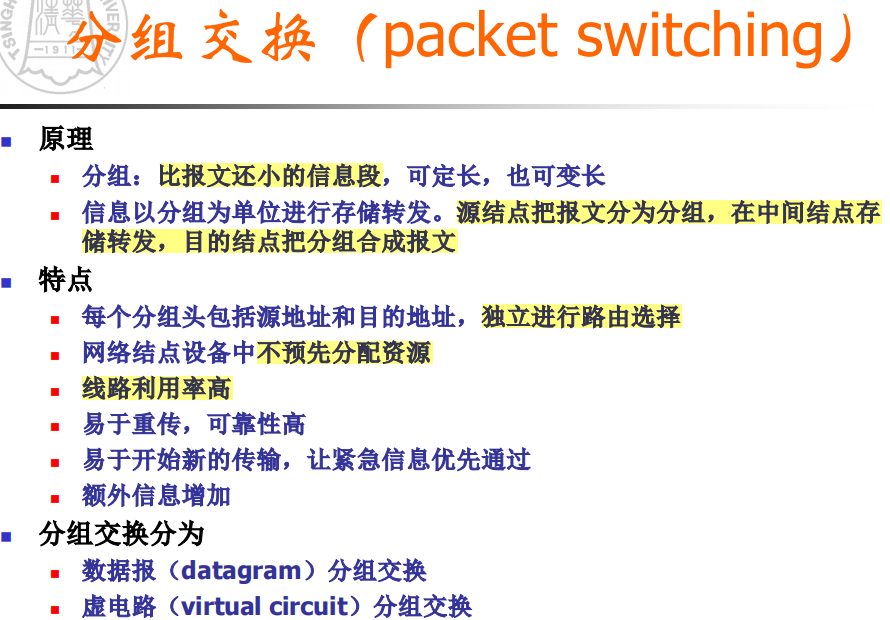 分组交换（packet switching）
原理
分组：比报文还小的信息段，可定长，也可变长
信息以分组为单位进行存储转发。源结点把报文分为分组，在中间结点存
储转发，目的结点把分组合成报文
特点
每个分组头包括源地址和目的地址，独立进行路由选择
网络结点设备中不预先分配资源
线路利用率高
易于重传，可靠性高
易于开始新的传输，让紧急信息优先通过
额外信息增加
分组交换分为
数据报（datagram）分组交换
虚电路（virtual circuit）分组交换